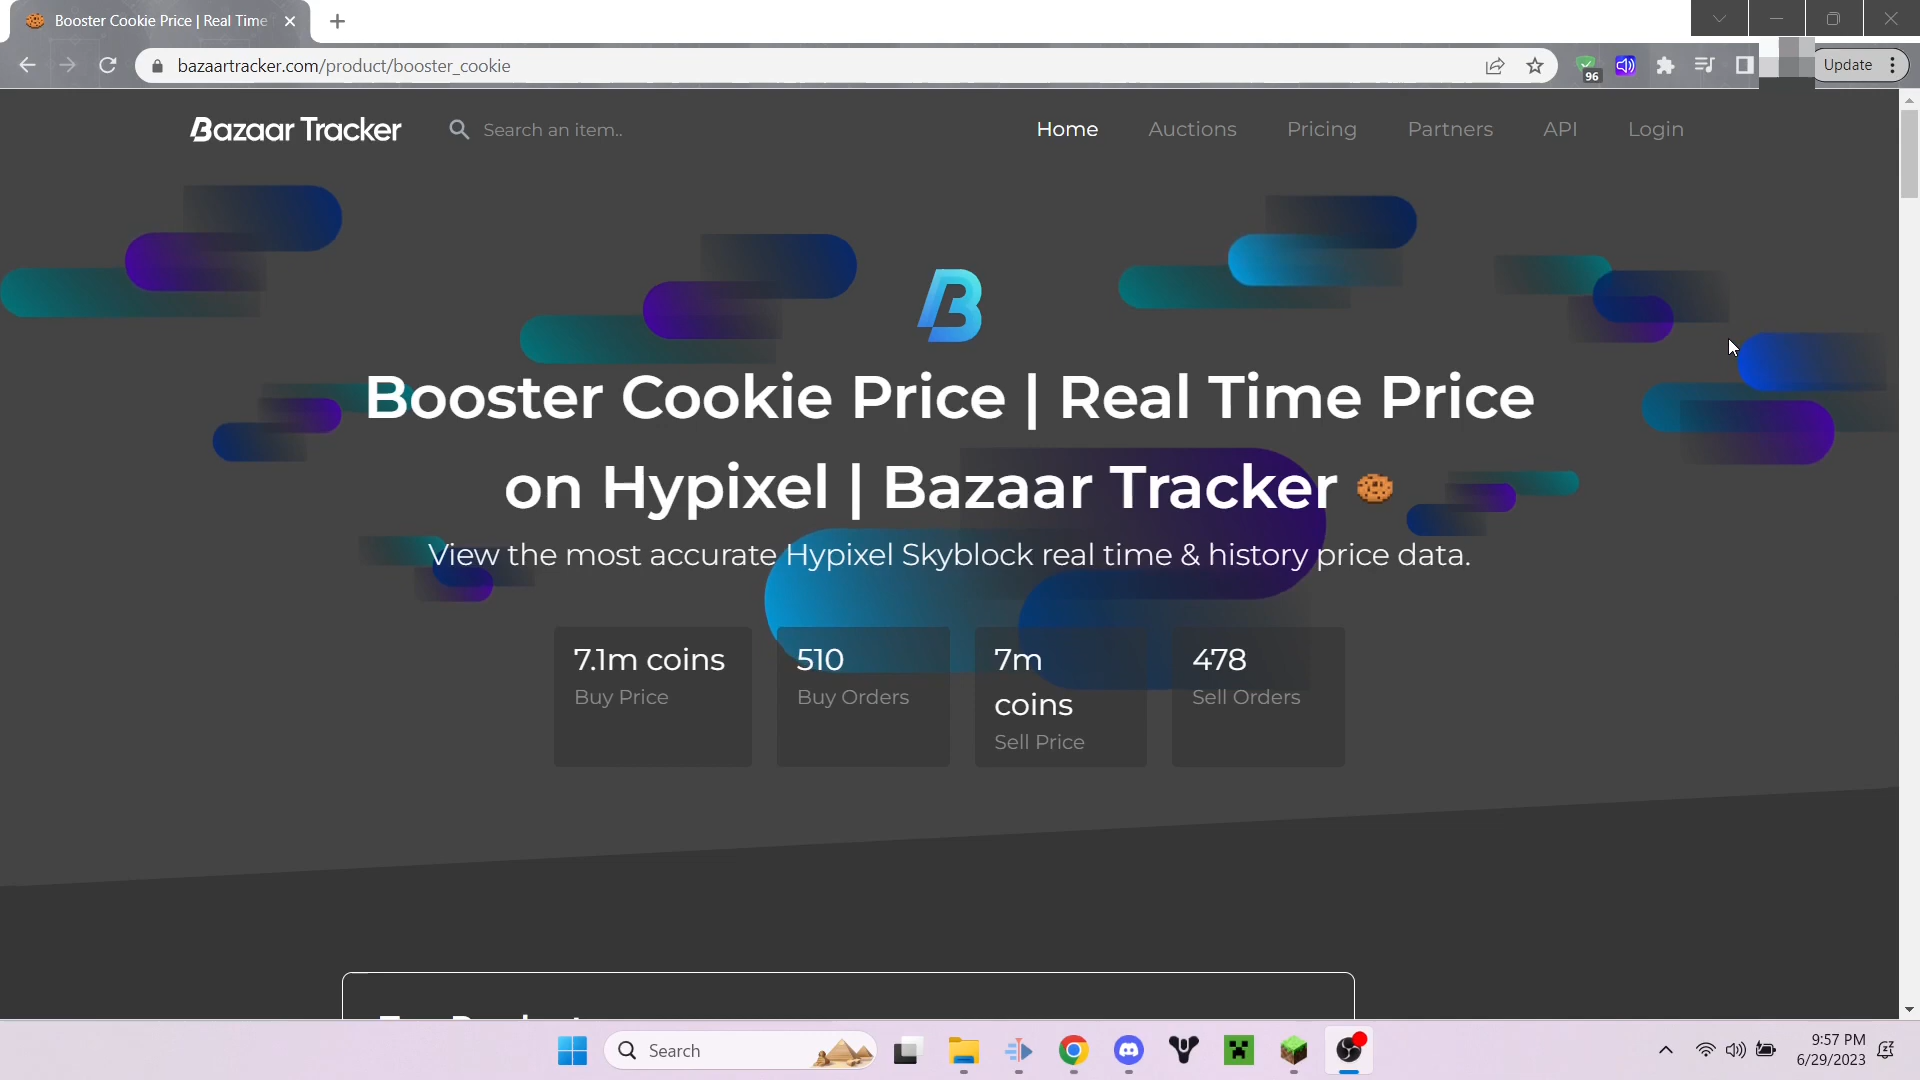 Booster Cookie Price | Real Time
bazaartracker.com/product/booster_cookie
96
Update
Bazaar Tracker
Search an item..
Home
Auctions
Pricing
Partners
API
Login
Booster Cookie Price | Real Time Price
on Hypixel | Bazaar Tracker
View the most accurate Hypixel Skyblock real time & history price data.
7.1m coins
Buy Price
510
Buy Orders
7m
coins
Sell Price
478
Sell Orders
Search
9:57 PM
6/29/2023